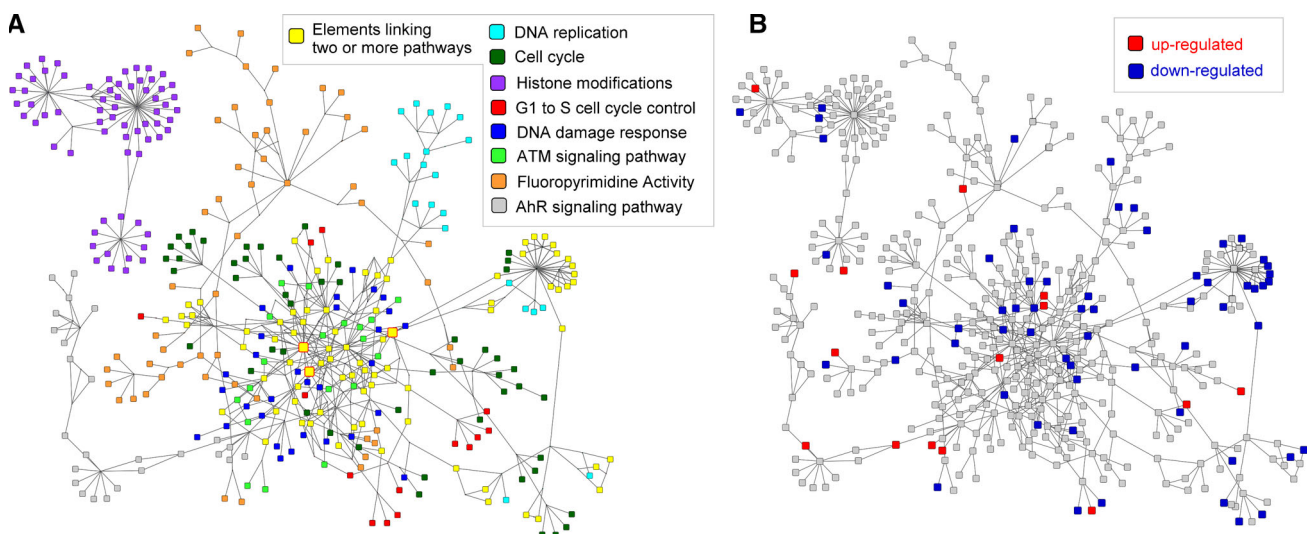 A
Elements linking
two or more pathways
DNA replication
Cell cycle
Histone modifications
G1 to S cell cycle control
DNA damage response
ATM signaling pathway
Fluoropyrimidine Activity
AhR signaling pathway
B
up-regulated
down-regulated